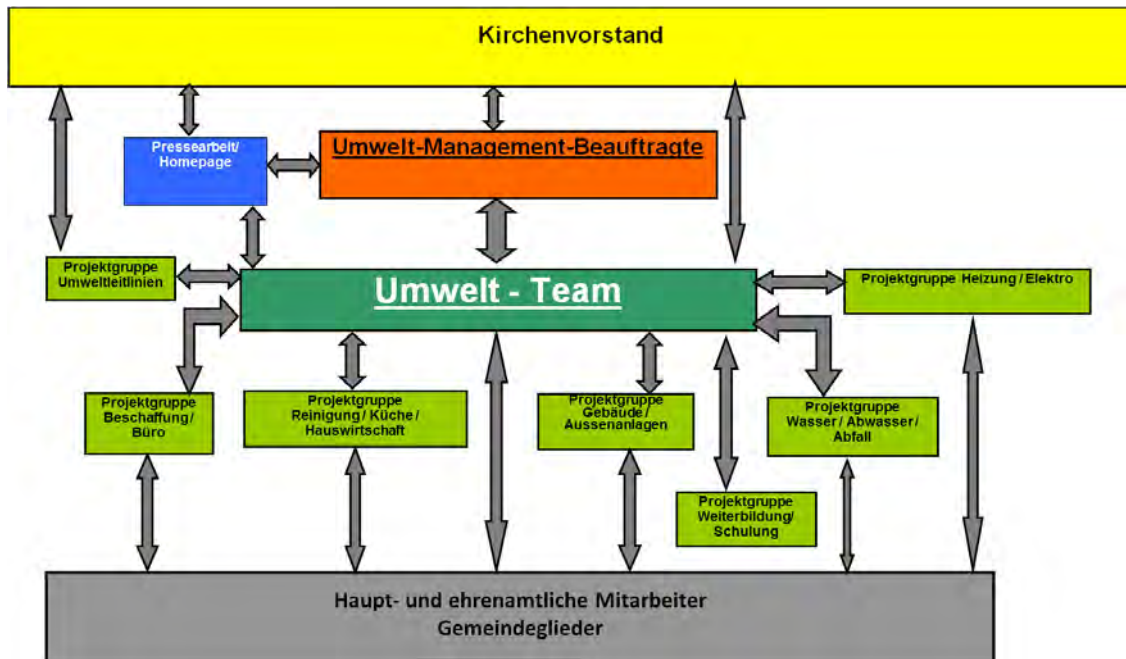 Kirchenvorstand
Pressearbeit/
Homepage
Umwelt-Management-Beauftragte
Projektgruppe
Umweltleitlinien
Umwelt - Team
Projektgruppe Heizung / Elektro
Projektgruppe
Beschaffung /
Büro
Projektgruppe
Reinigung / Küche /
Hauswirtschaft
Projektgruppe
Gebäude /
Aussenanlagen
Projektgruppe
Wasser / Abwasser /
Abfall
Projektgruppe
Weiterbildung/
Schulung
Haupt- und ehrenamtliche Mitarbeiter
Gemeindeglieder